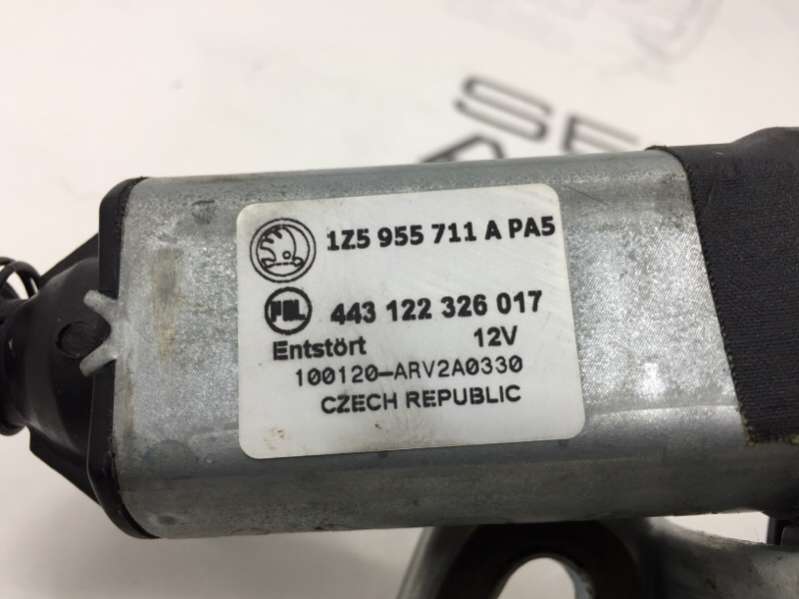 1Z5 955 711 A PA5
443 122 326 017
Entstört 12V
100120-ARV2A0330
CZECH REPUBLIC